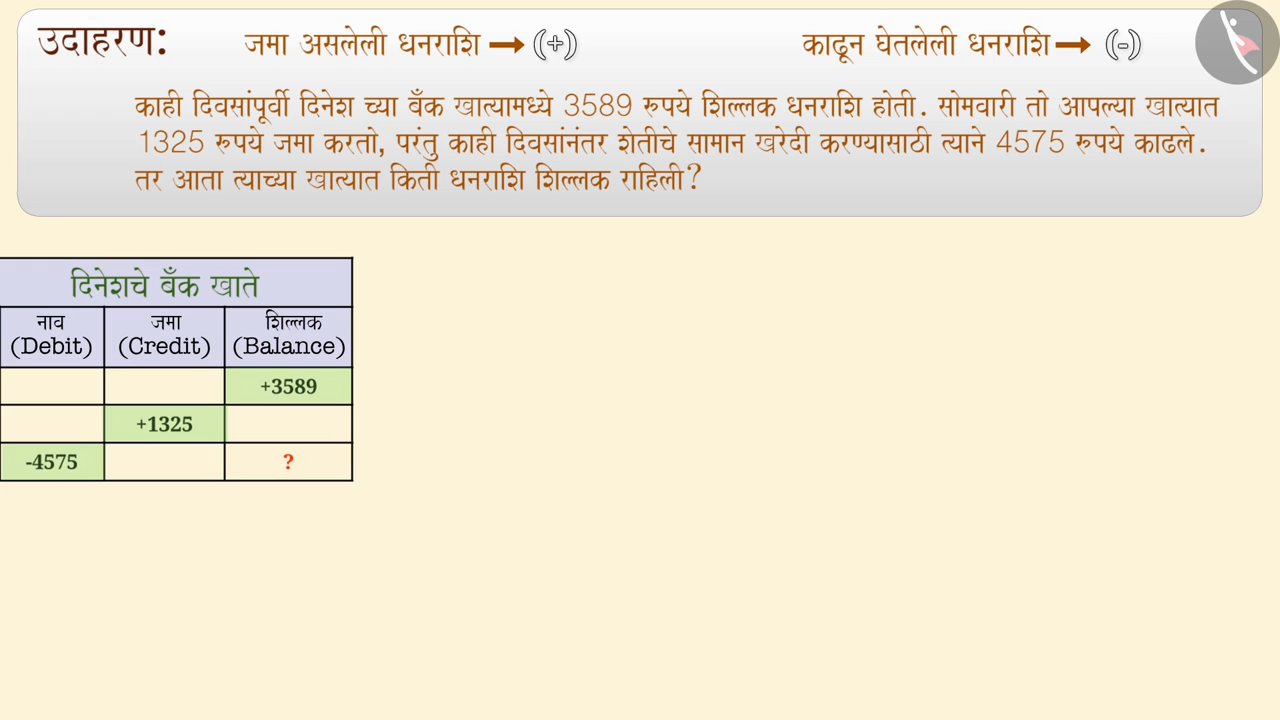 उदाहरण: जमा असलेली धनराशि → (+) काढून घेतलेली धनराशि → (-)
काही दिवसांपूर्वी दिनेश च्या बँक खात्यामध्ये 3589 रुपये शिल्लक धनराशि होती. सोमवारी तो आपल्या खात्यात
1325 रुपये जमा करतो, परंतु काही दिवसांनंतर शेतीचे सामान खरेदी करण्यासाठी त्याने 4575 रुपये काढले.
तर आता त्याच्या खात्यात किती धनराशि शिल्लक राहिली?
दिनेशचे बँक खाते
नाव जमा शिल्लक
(Debit) (Credit) (Balance)
+3589
+1325
-4575 ?